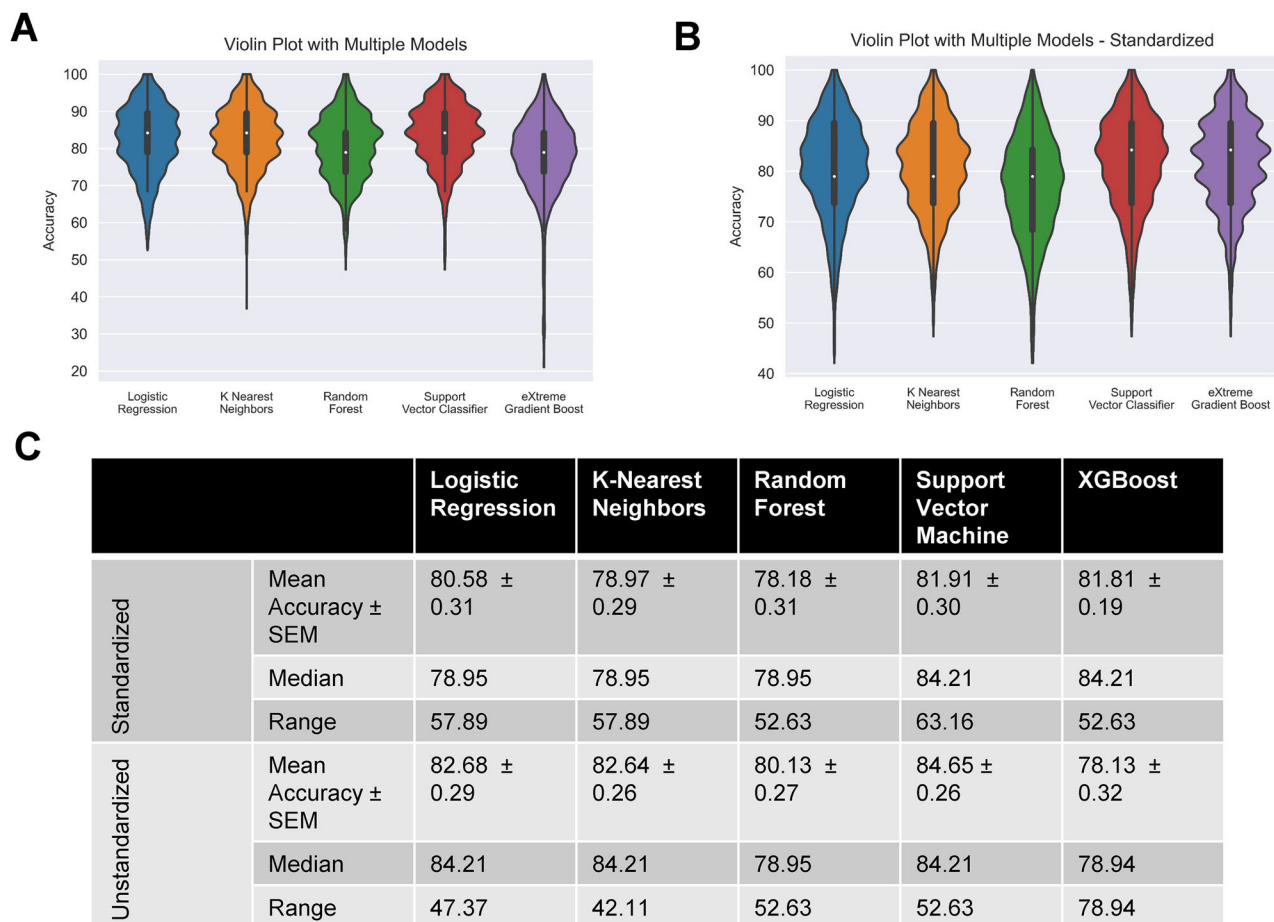 A
Violin Plot with Multiple Models
100
90
80
70
60
50
40
30
20
Accuracy
Logistic
Regression
K Nearest
Neighbors
Random
Forest
Support
Vector Classifier
eXtreme
Gradient Boost
B
Violin Plot with Multiple Models - Standardized
100
90
80
70
60
50
40
Accuracy
Logistic
Regression
K Nearest
Neighbors
Random
Forest
Support
Vector Classifier
eXtreme
Gradient Boost
C
Logistic
Regression
K-Nearest
Neighbors
Random
Forest
Support
Vector
Machine
XGBoost
Standardized
Mean
Accuracy ±
SEM
80.58 ±
0.31
78.97 ±
0.29
78.18 ±
0.31
81.91 ±
0.30
81.81 ±
0.19
Median
78.95
78.95
78.95
84.21
84.21
Range
57.89
57.89
52.63
63.16
52.63
Unstandardized
Mean
Accuracy ±
SEM
82.68 ±
0.29
82.64 ±
0.26
80.13 ±
0.27
84.65 ±
0.26
78.13 ±
0.32
Median
84.21
84.21
78.95
84.21
78.94
Range
47.37
42.11
52.63
52.63
78.94